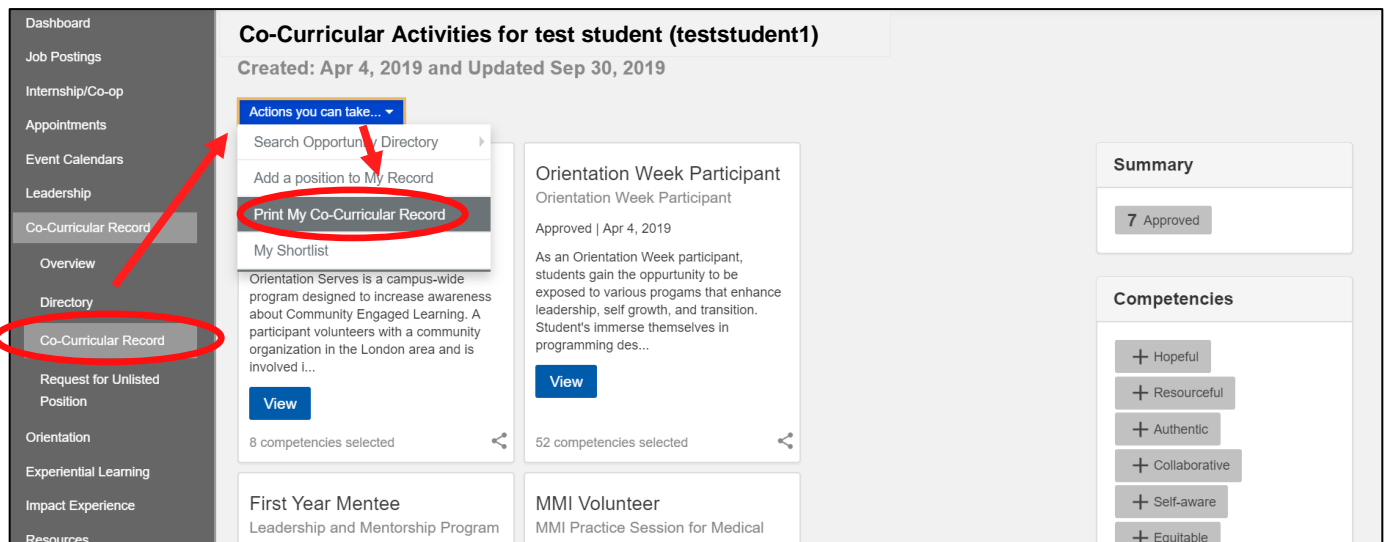 Dashboard
Job Postings
Internship/Co-op
Appointments
Event Calendars
Leadership
Co-Curricular Record
Overview
Directory
Co-Curricular Record
Request for Unlisted
Position
Orientation
Experiential Learning
Impact Experience
Resources
Co-Curricular Activities for test student (teststudent1)
Created: Apr 4, 2019 and Updated Sep 30, 2019
Actions you can take...
Search Opportunity Directory
Add a position to My Record
Print My Co-Curricular Record
My Shortlist
Orientation Serves is a campus-wide
program designed to increase awareness
about Community Engaged Learning. A
participant volunteers with a community
organization in the London area and is
involved i...
View
8 competencies selected
Orientation Week Participant
Orientation Week Participant
Approved | Apr 4, 2019
As an Orientation Week participant,
students gain the oppurtunity to be
exposed to various progams that enhance
leadership, self growth, and transition.
Student's immerse themselves in
programming des...
View
52 competencies selected
First Year Mentee
Leadership and Mentorship Program
MMI Volunteer
MMI Practice Session for Medical
Summary
7 Approved
Competencies
+ Hopeful
+ Resourceful
+ Authentic
+ Collaborative
+ Self-aware
+ Equitable